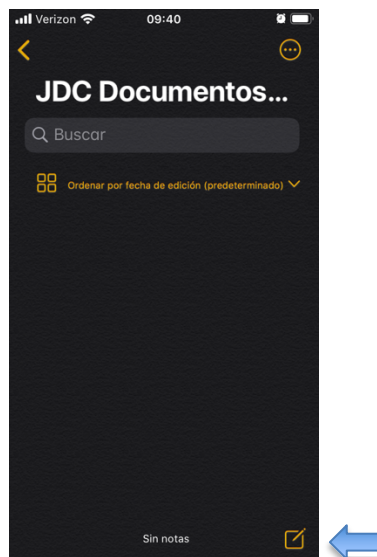 Verizon 09:40
JDC Documentos...
Buscar
Ordenar por fecha de edición (predeterminado)
Sin notas